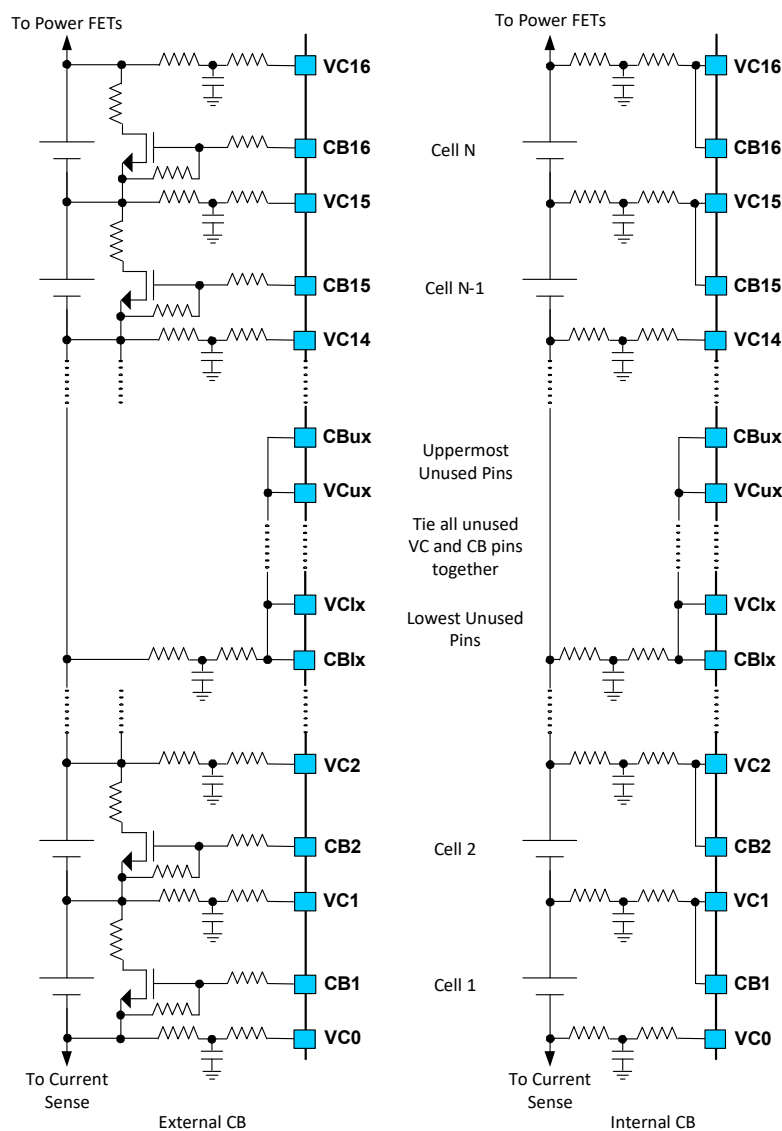 To Power FETs
VC16
CB16
VC15
CB15
VC14
CBux
VCux
VClx
CBlx
VC2
CB2
VC1
CB1
VC0
To Current
Sense
External CB
Cell N
Cell N-1
Uppermost
Unused Pins
Tie all unused
VC and CB pins
together
Lowest Unused
Pins
Cell 2
Cell 1
To Power FETs
VC16
CB16
VC15
CB15
VC14
CBux
VCux
VClx
CBlx
VC2
CB2
VC1
CB1
VC0
To Current
Sense
Internal CB